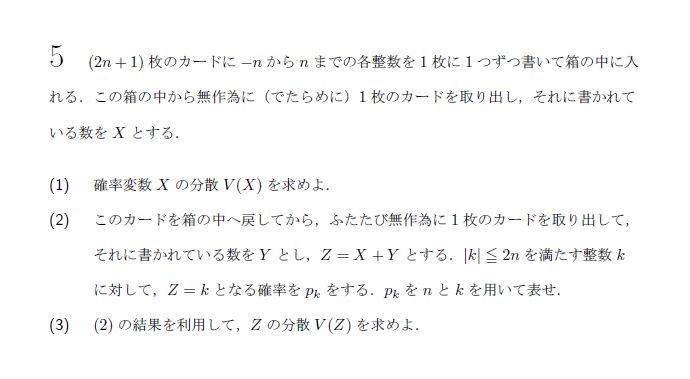 5 (2n + 1) 枚のカードに −n から n までの各整数を 1 枚に 1 つずつ書いて箱の中に入
れる．この箱の中から無作為に（でたらめに）1 枚のカードを取り出し，それに書かれて
いる数を X とする．
(1) 確率変数 X の分散 V(X) を求めよ．
(2) このカードを箱の中へ戻してから，ふたたび無作為に 1 枚のカードを取り出して，
それに書かれている数を Y とし，Z = X + Y とする．|k| ≦ 2n を満たす整数 k
に対して，Z = k となる確率を pₖ をする．pₖ を n と k を用いて表せ．
(3) (2) の結果を利用して，Z の分散 V(Z) を求めよ．